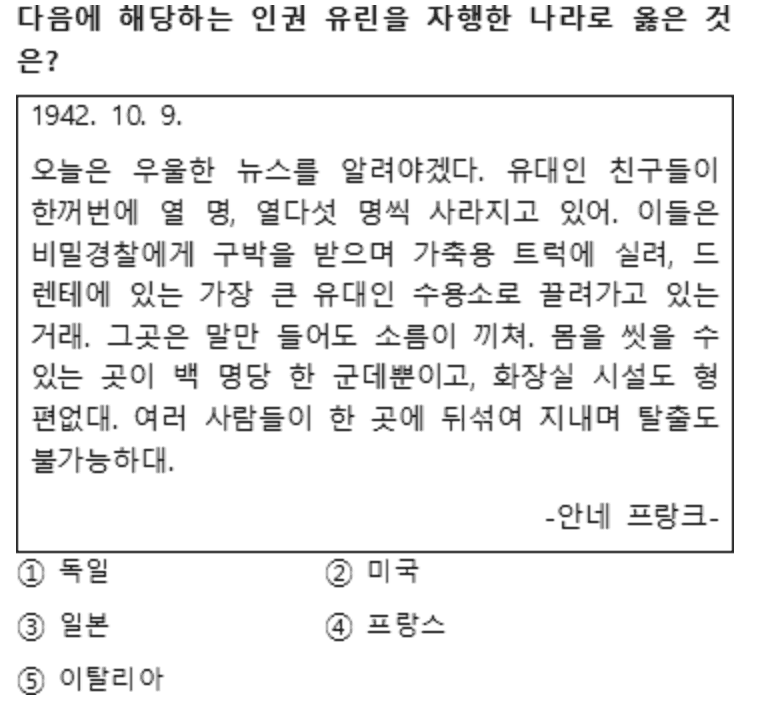 다음에 해당하는 인권 유린을 자행한 나라로 옳은 것
은?
1942. 10. 9.
오늘은 우울한 뉴스를 알려야겠다. 유대인 친구들이
한꺼번에 열 명, 열다섯 명씩 사라지고 있어. 이들은
비밀경찰에게 구박을 받으며 가축용 트럭에 실려, 드
렌테에 있는 가장 큰 유대인 수용소로 끌려가고 있는
거래. 그곳은 말만 들어도 소름이 끼쳐. 몸을 씻을 수
있는 곳이 백 명당 한 군데뿐이고, 화장실 시설도 형
편없대. 여러 사람들이 한 곳에 뒤섞여 지내며 탈출도
불가능하대.
-안네 프랑크-
① 독일 ② 미국
③ 일본 ④ 프랑스
⑤ 이탈리아